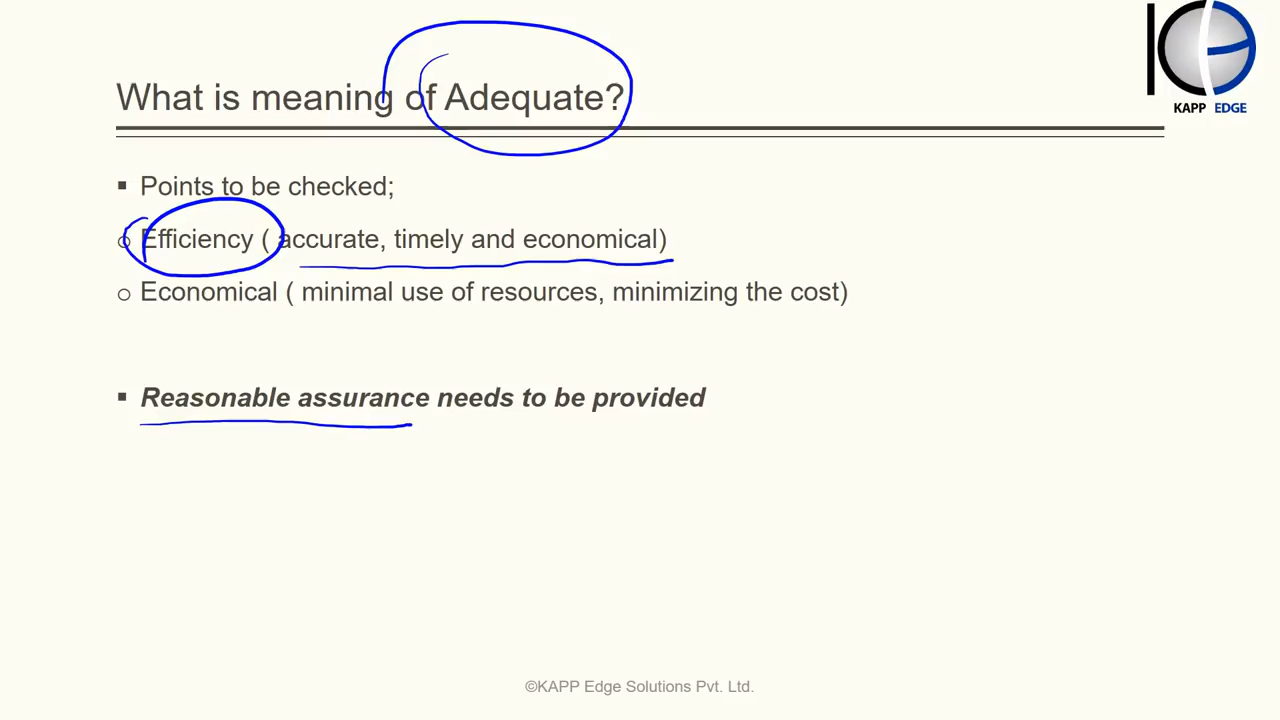 KAPP EDGE
What is meaning of Adequate?
▪ Points to be checked;
o Efficiency ( accurate, timely and economical)
o Economical ( minimal use of resources, minimizing the cost)
▪ Reasonable assurance needs to be provided
©KAPP Edge Solutions Pvt. Ltd.